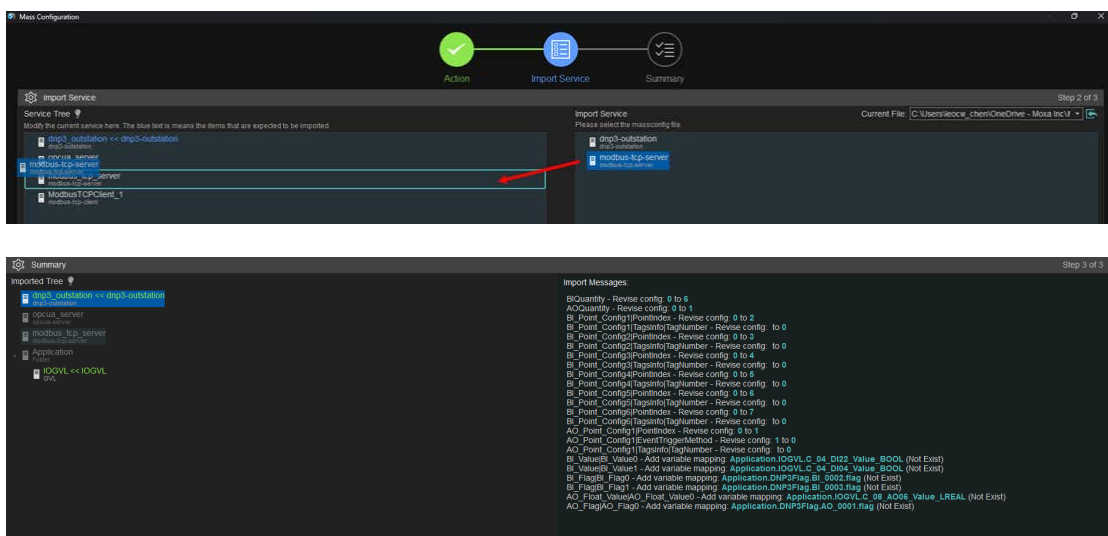 Mass Configuration
Action
Import Service
Summary
Import Service
Step 2 of 3
Service Tree
Modify the current service here. The blue text is means the items that are expected to be imported.
dnp3_outstation << dnp3-outstation
dnp3-outstation
opcua_server
modbus-tcp-server
modbus-tcp-server
modbus_tcp_server
modbus-tcp-server
ModbusTCPClient_1
modbus-tcp-client
Import Service
Current File: C:\Users\leocw_chen\OneDrive - Moxa Inc\
Please select the massconfig file.
dnp3-outstation
dnp3-outstation
modbus-tcp-server
modbus-tcp-server
Summary
Step 3 of 3
Imported Tree
dnp3_outstation << dnp3-outstation
dnp3-outstation
opcua_server
opcua-server
modbus_tcp_server
modbus-tcp-server
Application
Folder
IOGVL << IOGVL
GVL
Import Messages:
BIQuantity - Revise config: 0 to 6
AOQuantity - Revise config: 0 to 1
BI_Point_Config1|PointIndex - Revise config: 0 to 2
BI_Point_Config1|TagsInfo|TagNumber - Revise config: to 0
BI_Point_Config2|PointIndex - Revise config: 0 to 3
BI_Point_Config2|TagsInfo|TagNumber - Revise config: to 0
BI_Point_Config3|PointIndex - Revise config: 0 to 4
BI_Point_Config3|TagsInfo|TagNumber - Revise config: to 0
BI_Point_Config4|PointIndex - Revise config: 0 to 5
BI_Point_Config4|TagsInfo|TagNumber - Revise config: to 0
BI_Point_Config5|PointIndex - Revise config: 0 to 6
BI_Point_Config5|TagsInfo|TagNumber - Revise config: to 0
BI_Point_Config6|PointIndex - Revise config: 0 to 7
BI_Point_Config6|TagsInfo|TagNumber - Revise config: to 0
AO_Point_Config1|PointIndex - Revise config: 0 to 1
AO_Point_Config1|EventTriggerMethod - Revise config: 1 to 0
AO_Point_Config1|TagsInfo|TagNumber - Revise config: to 0
BI_Value|BI_Value0 - Add variable mapping: Application.IOGVL.C_04_DI22_Value_BOOL (Not Exist)
BI_Value|BI_Value1 - Add variable mapping: Application.IOGVL.C_04_DI04_Value_BOOL (Not Exist)
BI_Flag|BI_Flag0 - Add variable mapping: Application.DNP3Flag.BI_0002.flag (Not Exist)
BI_Flag|BI_Flag1 - Add variable mapping: Application.DNP3Flag.BI_0003.flag (Not Exist)
AO_Float_Value|AO_Float_Value0 - Add variable mapping: Application.IOGVL.C_08_AO06_Value_LREAL (Not Exist)
AO_Flag|AO_Flag0 - Add variable mapping: Application.DNP3Flag.AO_0001.flag (Not Exist)